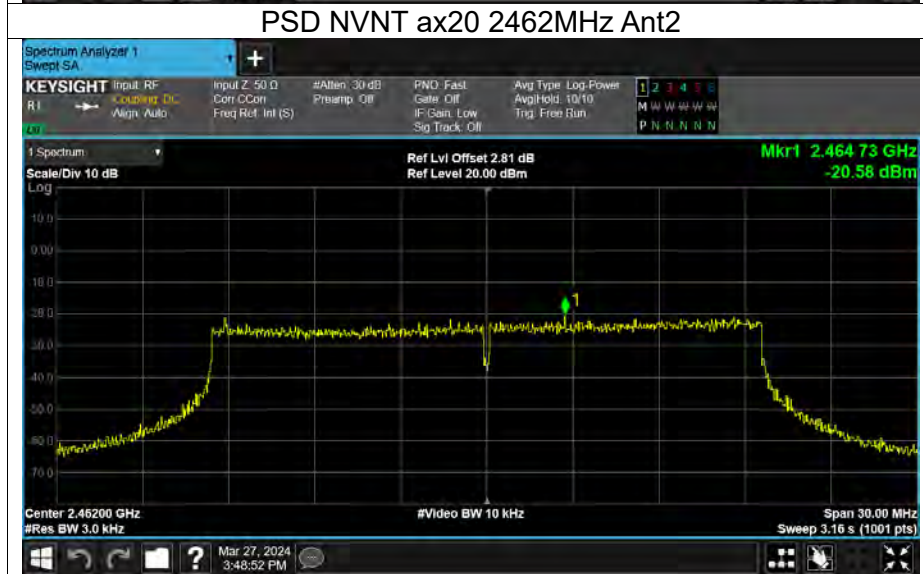 PSD NVNT ax20 2462MHz Ant2
Spectrum Analyzer 1
Swept SA
+
KEYSIGHT Input: RF Input Z: 50 Ω #Atten: 30 dB PNO: Fast Avg Type: Log-Power 1 2 3 4 5 6
Coupling: DC Corr CCorr Preamp: Off Gate: Off Avg|Hold: 10/10 M W W W W W
Align: Auto Freq Ref: Int (S) IF Gain: Low Trig: Free Run
Sig Track: Off P N N N N N
1 Spectrum
Ref Lvl Offset 2.81 dB Mkr1 2.464 73 GHz
Scale/Div 10 dB Ref Level 20.00 dBm -20.58 dBm
Log
10.0
0.00
-10.0
1
-20.0
-30.0
-40.0
-50.0
-60.0
-70.0
Center 2.46200 GHz #Video BW 10 kHz Span 30.00 MHz
#Res BW 3.0 kHz Sweep 3.16 s (1001 pts)
? Mar 27, 2024
3:48:52 PM